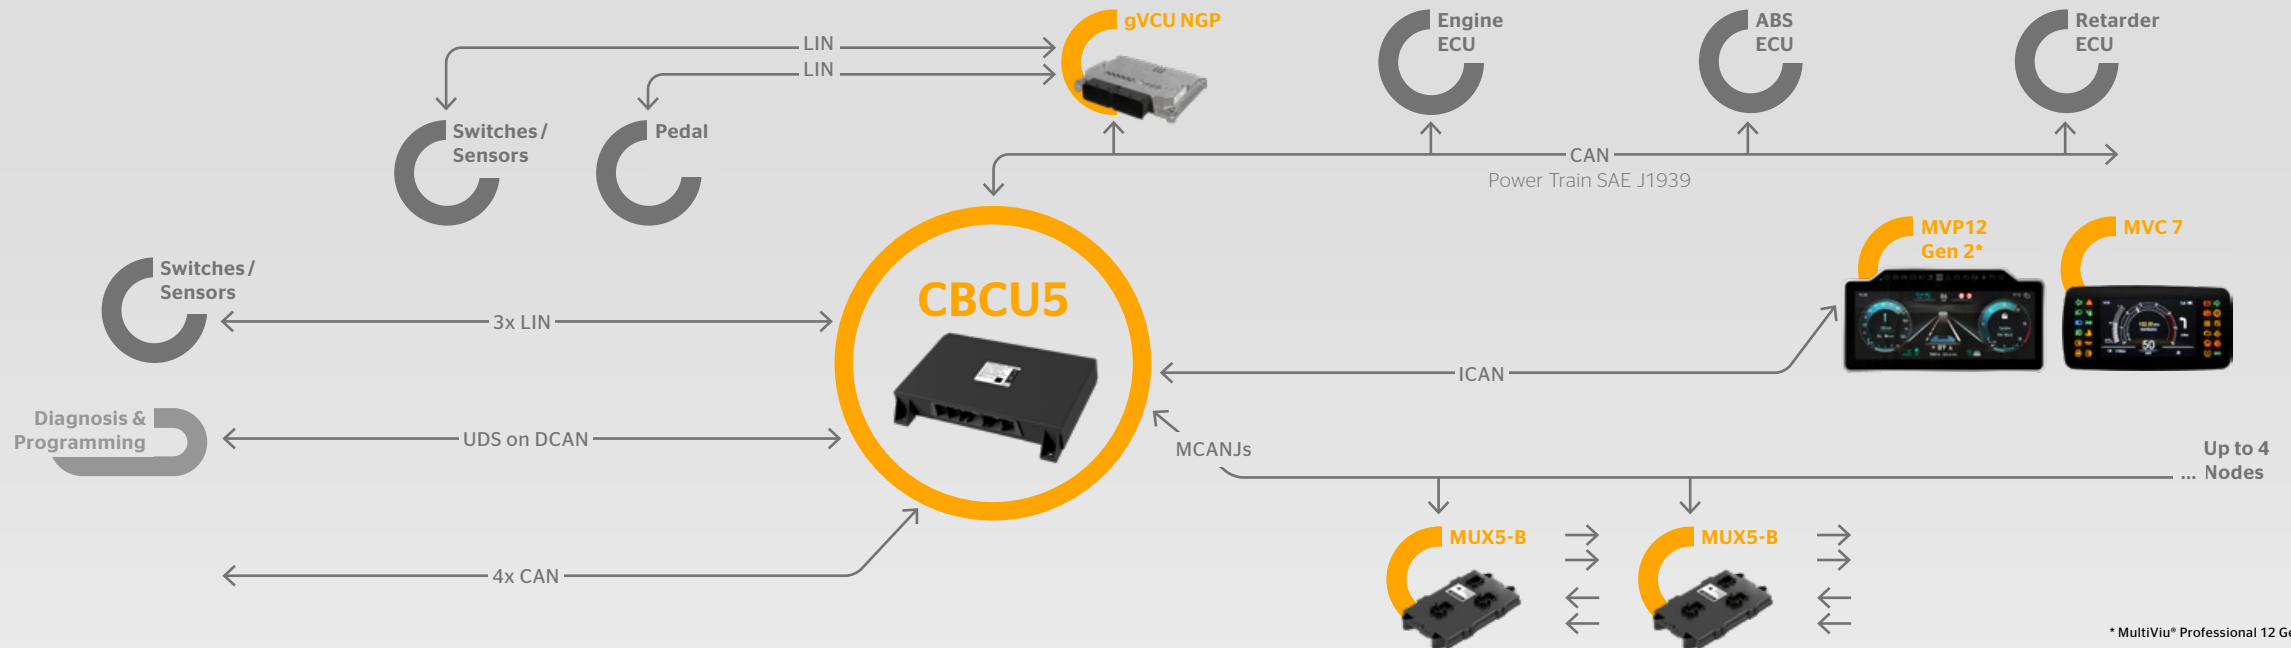 gVCU NGP
Engine
ECU
ABS
ECU
Retarder
ECU
LIN
LIN
Switches /
Sensors
Pedal
CAN
Power Train SAE J1939
Switches /
Sensors
MVP12
Gen 2*
MVC 7
CBCU5
3x LIN
ICAN
Diagnosis &
Programming
UDS on DCAN
MCANJs
Up to 4
... Nodes
MUX5-B
MUX5-B
4x CAN
50
* MultiViu® Professional 12 Ge